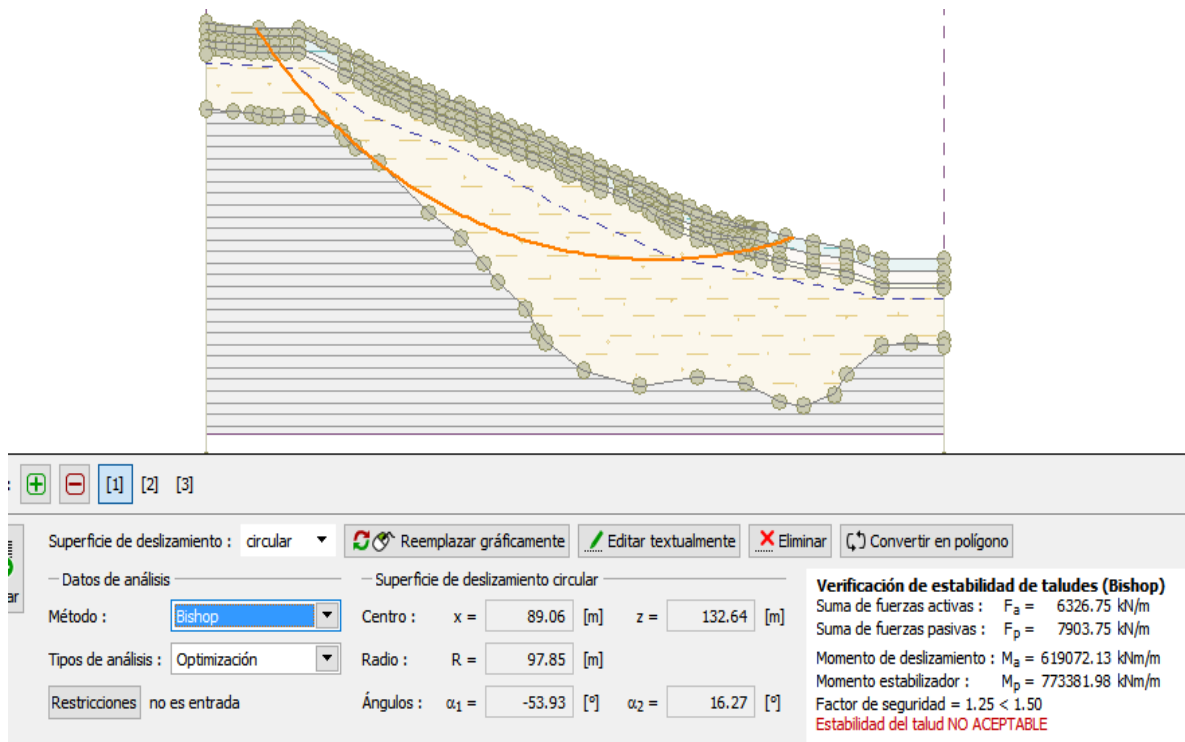 : [1] [2] [3]
Superficie de deslizamiento : circular Reemplazar gráficamente Editar textualmente Eliminar Convertir en polígono
ar
Datos de análisis
Método : Bishop
Tipos de análisis : Optimización
Restricciones no es entrada
Superficie de deslizamiento circular
Centro : x = 89.06 [m] z = 132.64 [m]
Radio : R = 97.85 [m]
Ángulos : α1 = -53.93 [º] α2 = 16.27 [º]
Verificación de estabilidad de taludes (Bishop)
Suma de fuerzas activas : Fa = 6326.75 kN/m
Suma de fuerzas pasivas : Fp = 7903.75 kN/m
Momento de deslizamiento : Ma = 619072.13 kNm/m
Momento estabilizador : Mp = 773381.98 kNm/m
Factor de seguridad = 1.25 < 1.50
Estabilidad del talud NO ACEPTABLE